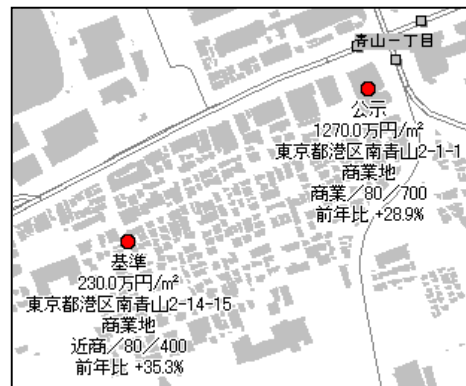 青山一丁目
公示
1270.0万円/㎡
東京都港区南青山2-1-1
商業地
商業／80／700
前年比 +28.9%
基準
230.0万円/㎡
東京都港区南青山2-14-15
商業地
近商／80／400
前年比 +35.3%